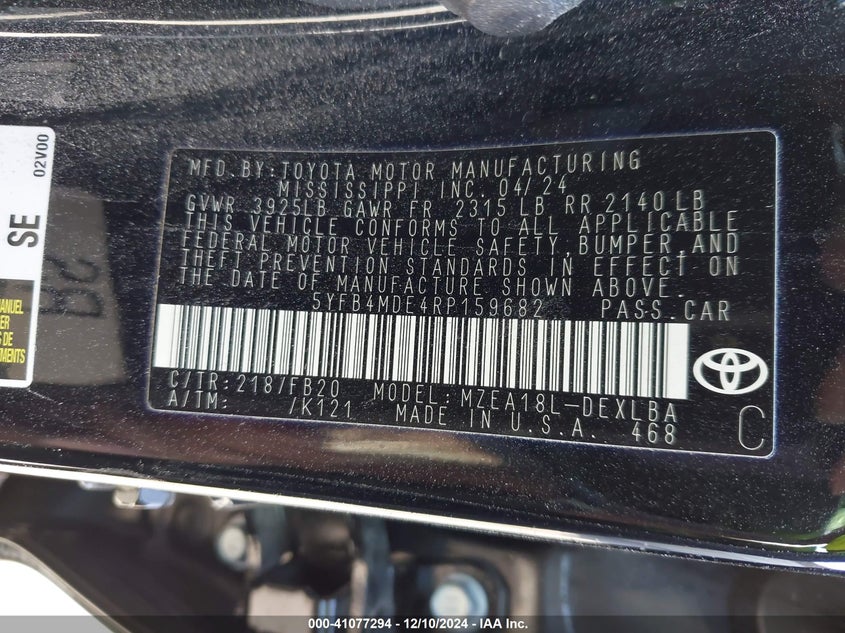 02V00
SE
MANUEL
S DE
EMENTS
MFD.BY:TOYOTA MOTOR MANUFACTURING
MISSISSIPPI INC. 04/24
GVWR 3925LB GAWR FR 2315 LB RR 2140 LB
THIS VEHICLE CONFORMS TO ALL APPLICABLE
FEDERAL MOTOR VEHICLE SAFETY,BUMPER,AND
THEFT PREVENTION STANDARDS IN EFFECT ON
THE DATE OF MANUFACTURE SHOWN ABOVE.
5YFB4MDE4RP159682 PASS.CAR
C/TR:218/FB20 MODEL:MZEA18L-DEXLBA
A/TM: /K121 MADE IN U.S.A. 468
C
000-41077294 - 12/10/2024 - IAA Inc.